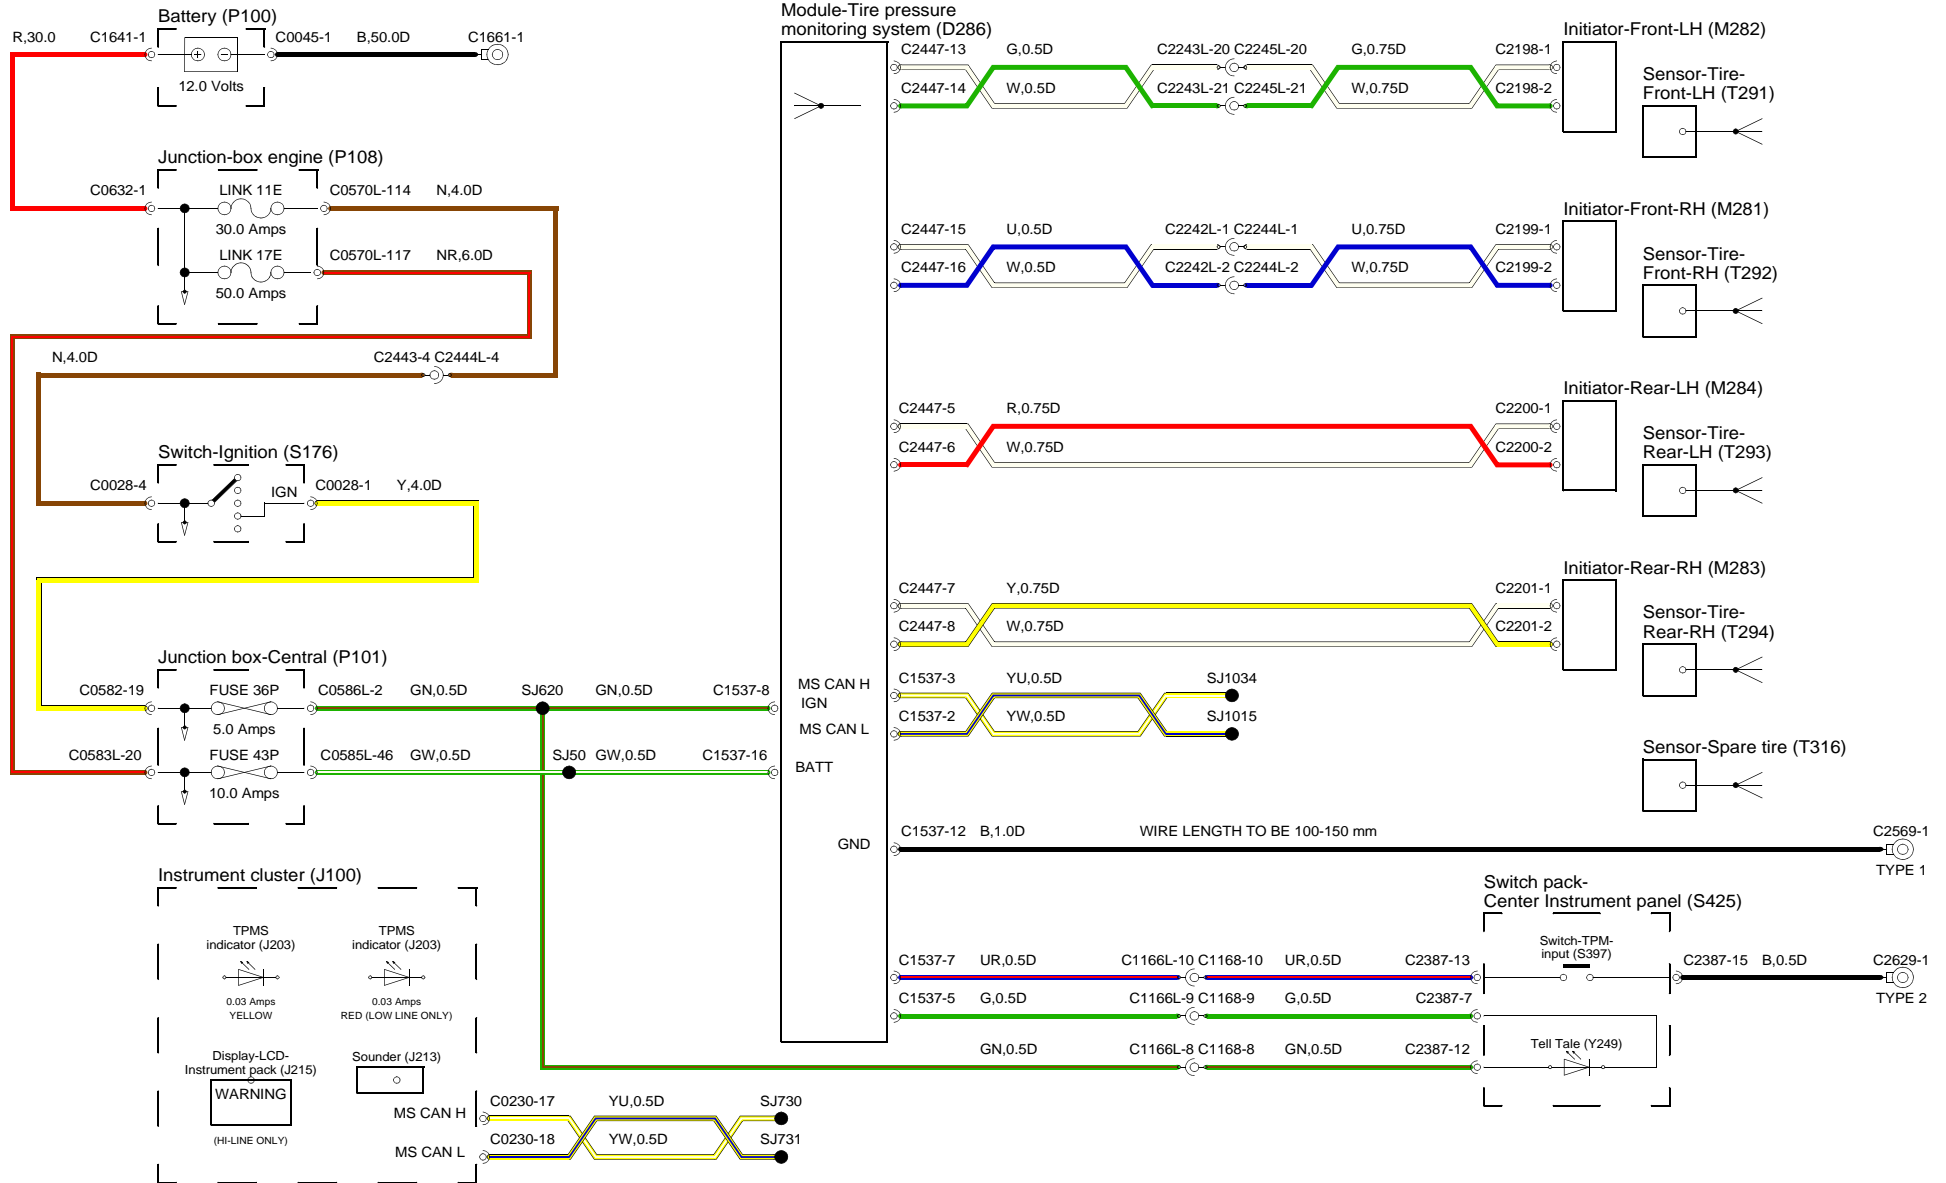 Battery (P100)
R,30.0
C1641-1
C0045-1
B,50.0D
C1661-1
12.0 Volts
Junction-box engine (P108)
C0632-1
LINK 11E
C0570L-114
N,4.0D
30.0 Amps
LINK 17E
C0570L-117
NR,6.0D
50.0 Amps
N,4.0D
C2443-4
C2444L-4
Switch-Ignition (S176)
C0028-4
IGN
C0028-1
Y,4.0D
Junction box-Central (P101)
C0582-19
FUSE 36P
C0586L-2
GN,0.5D
SJ620
GN,0.5D
C1537-8
5.0 Amps
C0583L-20
FUSE 43P
C0585L-46
GW,0.5D
SJ50
GW,0.5D
C1537-16
10.0 Amps
Instrument cluster (J100)
TPMS
indicator (J203)
0.03 Amps
YELLOW
TPMS
indicator (J203)
0.03 Amps
RED (LOW LINE ONLY)
Display-LCD-
Instrument pack (J215)
WARNING
(HI-LINE ONLY)
Sounder (J213)
MS CAN H
C0230-17
YU,0.5D
SJ730
MS CAN L
C0230-18
YW,0.5D
SJ731
Module-Tire pressure
monitoring system (D286)
MS CAN H
IGN
MS CAN L
BATT
GND
C2447-13
G,0.5D
C2243L-20
C2245L-20
G,0.75D
C2198-1
C2447-14
W,0.5D
C2243L-21
C2245L-21
W,0.75D
C2198-2
Initiator-Front-LH (M282)
Sensor-Tire-
Front-LH (T291)
C2447-15
U,0.5D
C2242L-1
C2244L-1
U,0.75D
C2199-1
C2447-16
W,0.5D
C2242L-2
C2244L-2
W,0.75D
C2199-2
Initiator-Front-RH (M281)
Sensor-Tire-
Front-RH (T292)
C2447-5
R,0.75D
C2200-1
C2447-6
W,0.75D
C2200-2
Initiator-Rear-LH (M284)
Sensor-Tire-
Rear-LH (T293)
C2447-7
Y,0.75D
C2201-1
C2447-8
W,0.75D
C2201-2
Initiator-Rear-RH (M283)
Sensor-Tire-
Rear-RH (T294)
C1537-3
YU,0.5D
SJ1034
C1537-2
YW,0.5D
SJ1015
Sensor-Spare tire (T316)
C1537-12
B,1.0D
WIRE LENGTH TO BE 100-150 mm
C2569-1
TYPE 1
Switch pack-
Center Instrument panel (S425)
Switch-TPM-
input (S397)
C1537-7
UR,0.5D
C1166L-10
C1168-10
UR,0.5D
C2387-13
C2387-15
B,0.5D
C2629-1
TYPE 2
C1537-5
G,0.5D
C1166L-9
C1168-9
G,0.5D
C2387-7
GN,0.5D
C1166L-8
C1168-8
GN,0.5D
C2387-12
Tell Tale (Y249)